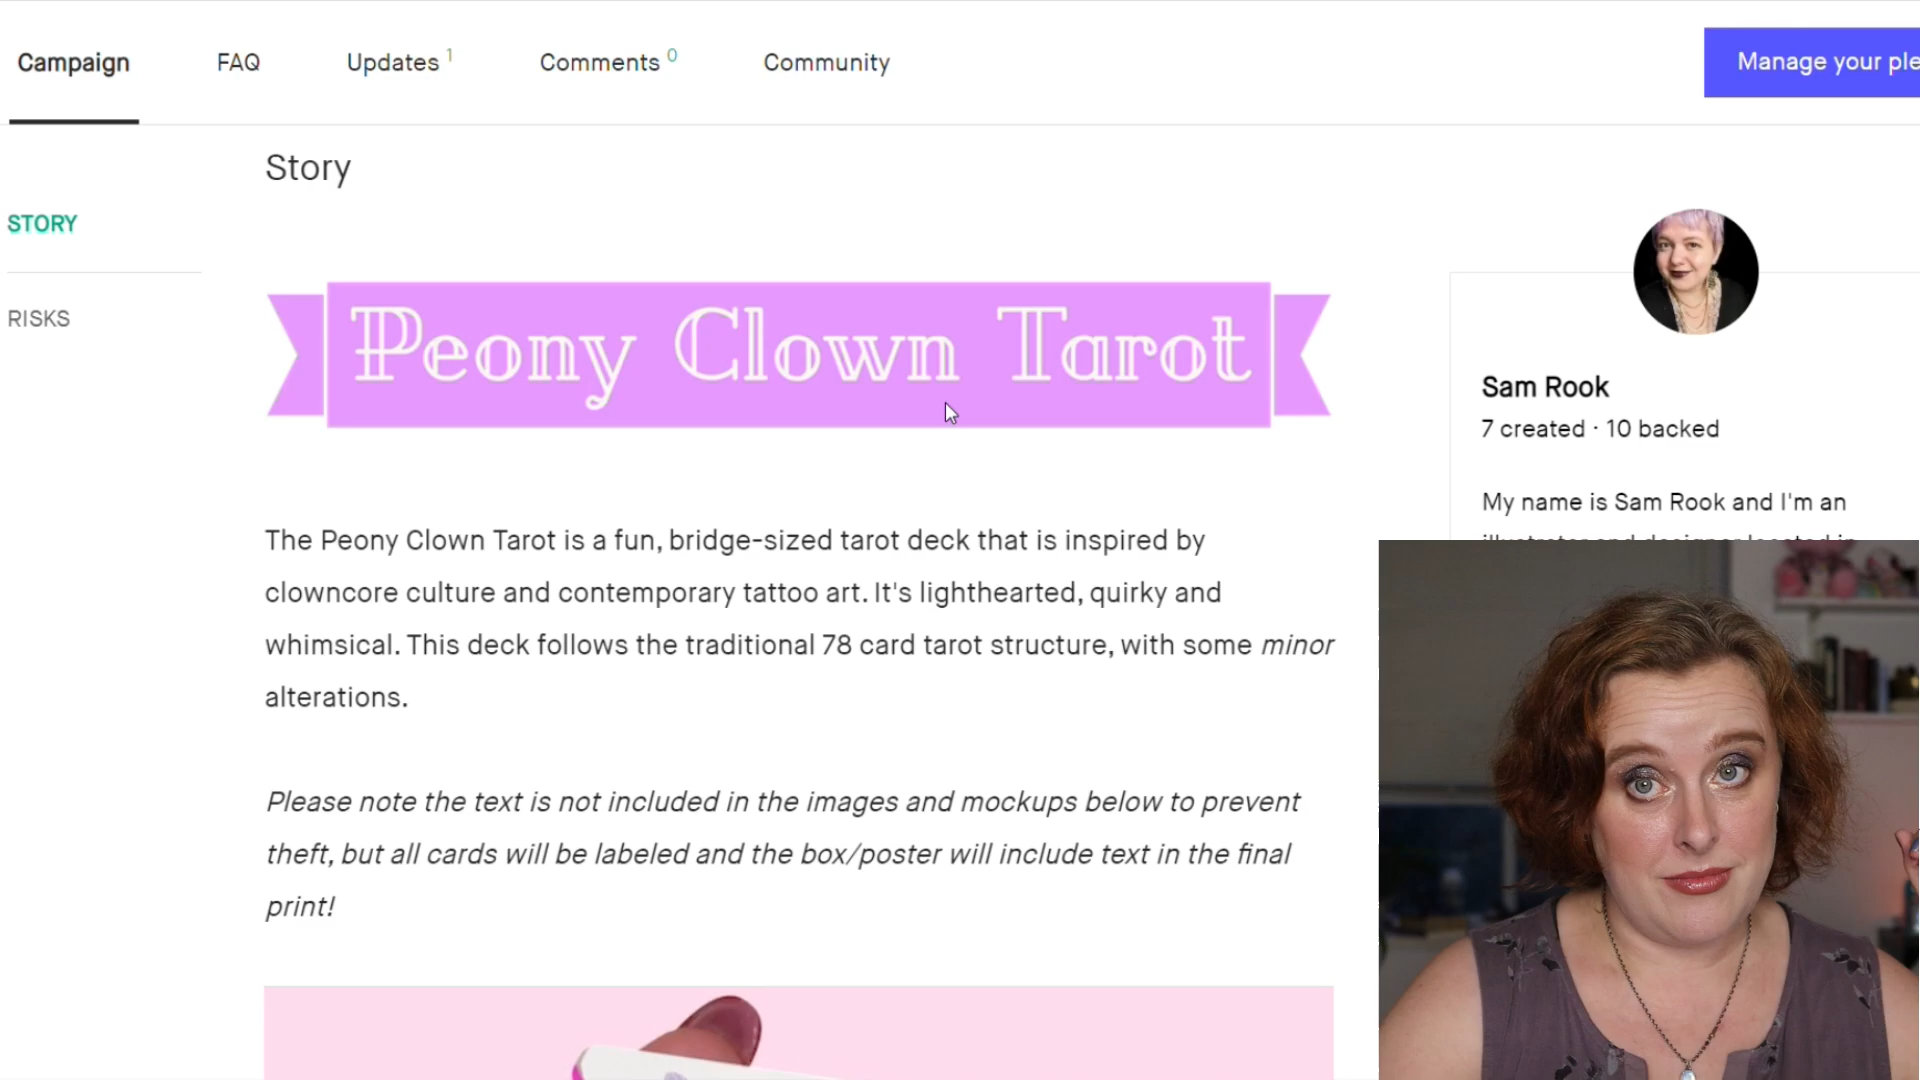 Campaign
FAQ
Updates 1
Comments 0
Community
Manage your
Story
STORY
RISKS
Peony Clown Tarot
The Peony Clown Tarot is a fun, bridge-sized tarot deck that is inspired by
clowncore culture and contemporary tattoo art. It's lighthearted, quirky and
whimsical. This deck follows the traditional 78 card tarot structure, with some minor
alterations.
Please note the text is not included in the images and mockups below to prevent
theft, but all cards will be labeled and the box/poster will include text in the final
print!
Sam Rook
7 created · 10 backed
My name is Sam Rook and I'm an